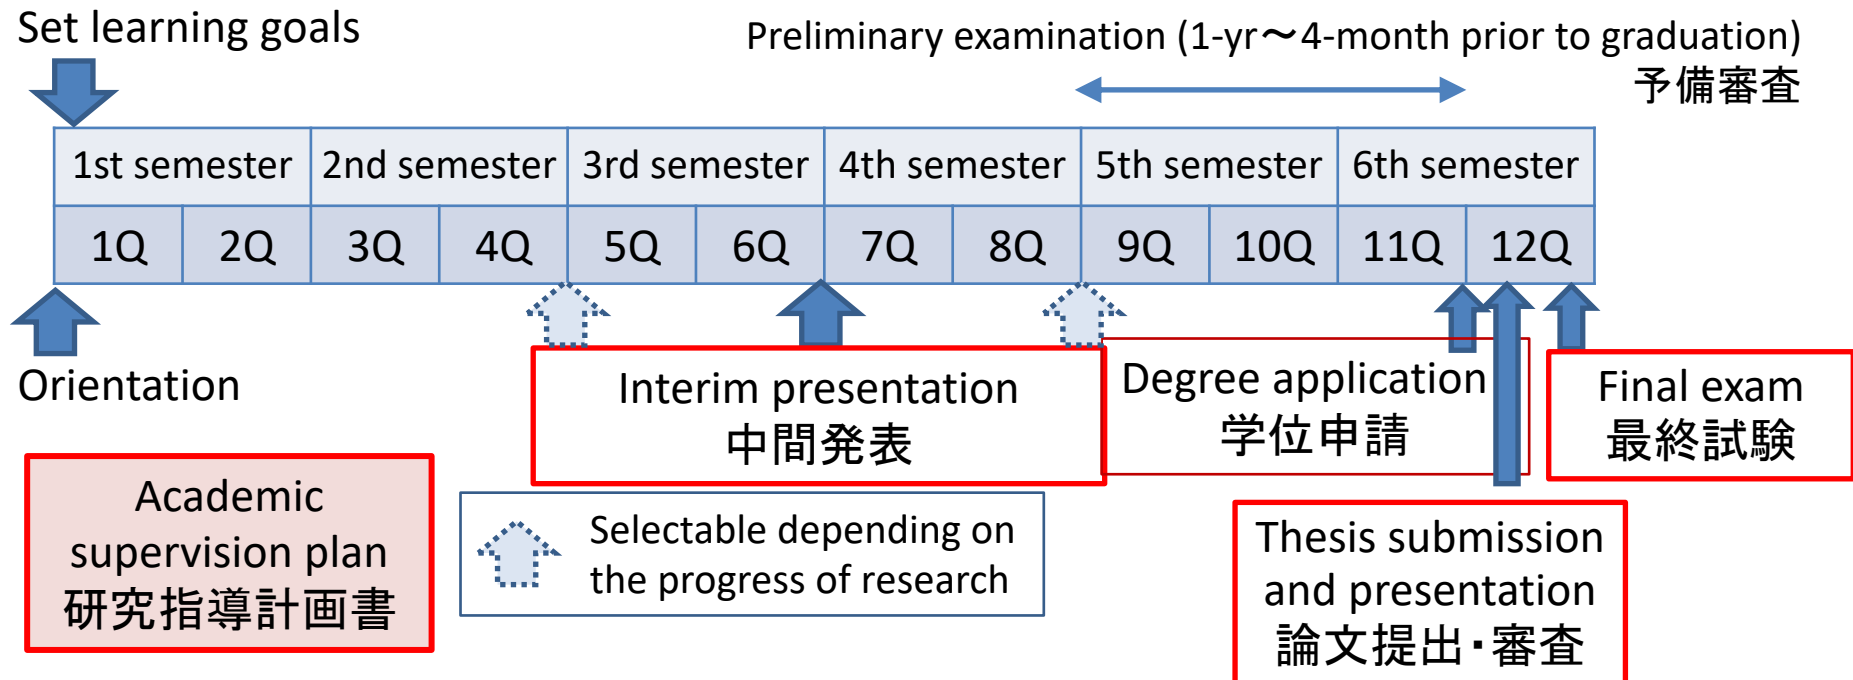 Set learning goals
Preliminary examination (1-yr～4-month prior to graduation)
予備審査
1st semester 2nd semester 3rd semester 4th semester 5th semester 6th semester
1Q 2Q 3Q 4Q 5Q 6Q 7Q 8Q 9Q 10Q 11Q 12Q
Orientation
Interim presentation
中間発表
Degree application
学位申請
Final exam
最終試験
Academic
supervision plan
研究指導計画書
Selectable depending on
the progress of research
Thesis submission
and presentation
論文提出・審査